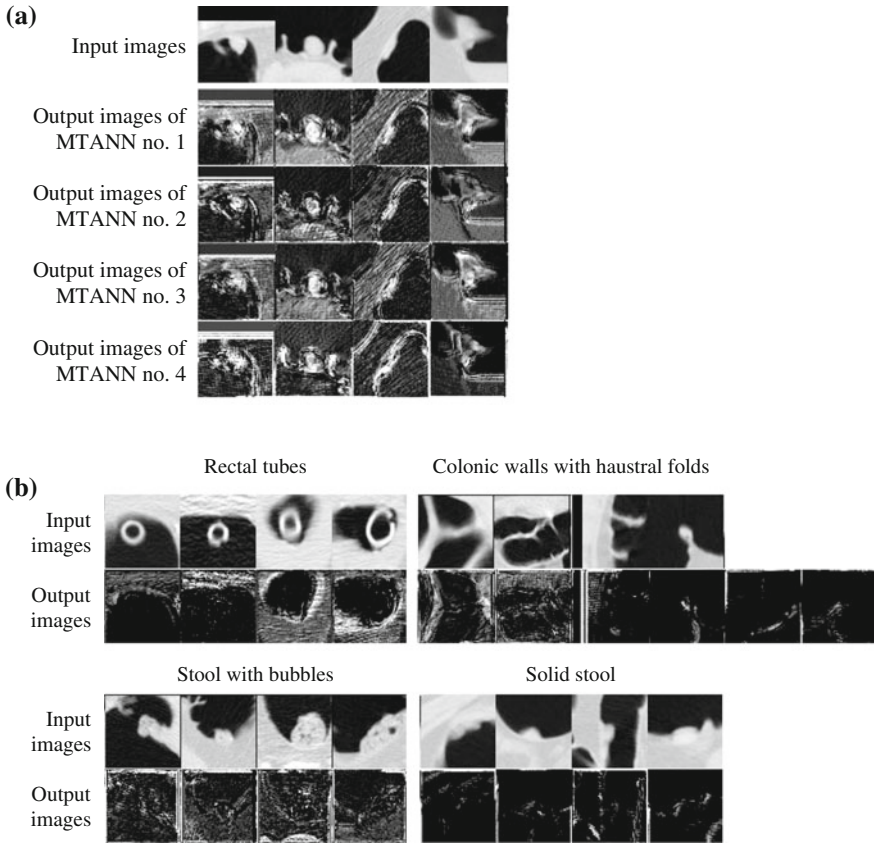 (a)
Input images
Output images of
MTANN no. 1
Output images of
MTANN no. 2
Output images of
MTANN no. 3
Output images of
MTANN no. 4
(b)
Rectal tubes
Colonic walls with haustral folds
Input
images
Output
images
Stool with bubbles
Solid stool
Input
images
Output
images